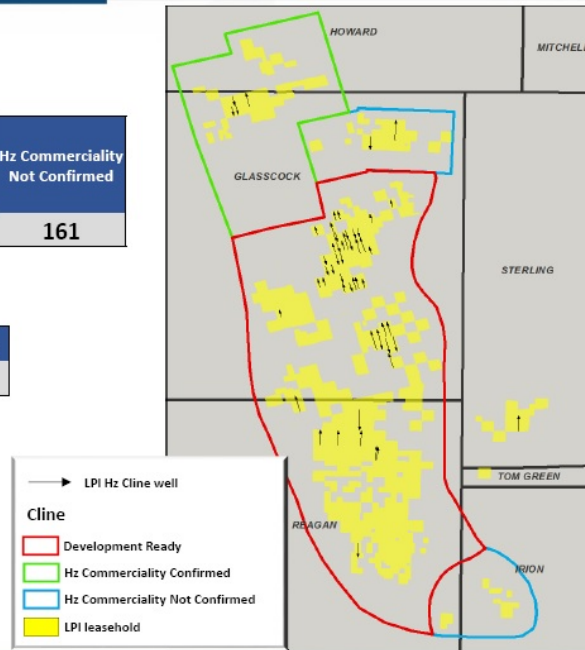 HOWARD
MITCHELL
Hz Commerciality
Not Confirmed
161
GLASSCOCK
STERLING
TOM GREEN
REAGAN
IRION
LPI Hz Cline well
Cline
Development Ready
Hz Commerciality Confirmed
Hz Commerciality Not Confirmed
LPI leasehold